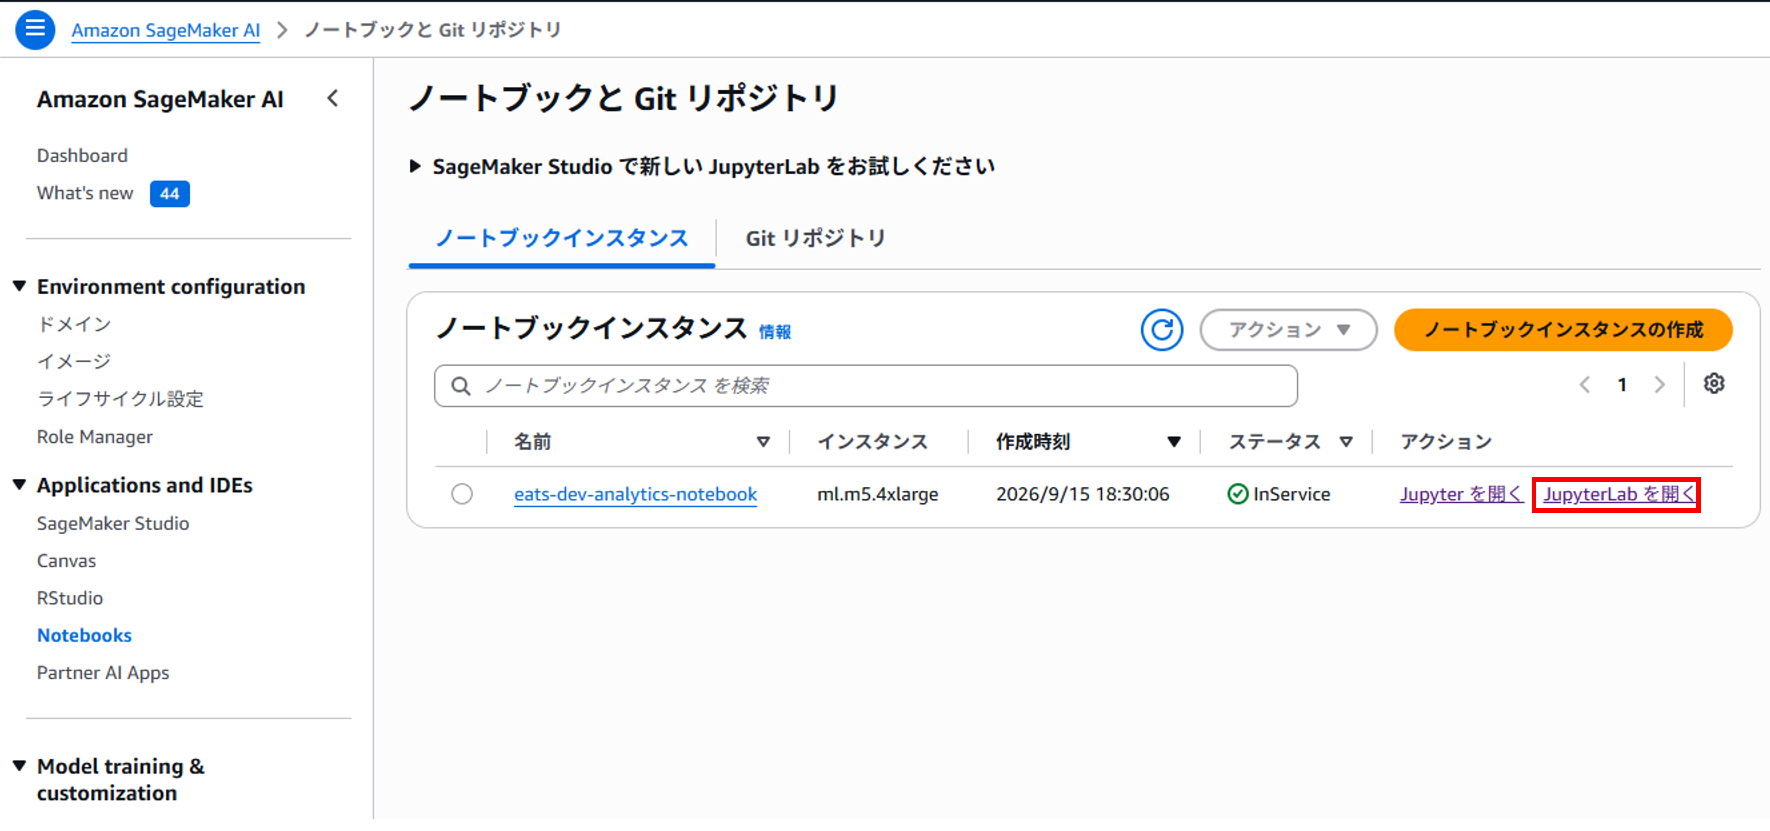 Amazon SageMaker AI > ノートブックと Git リポジトリ
Amazon SageMaker AI
Dashboard
What's new 44
Environment configuration
ドメイン
イメージ
ライフサイクル設定
Role Manager
Applications and IDEs
SageMaker Studio
Canvas
RStudio
Notebooks
Partner AI Apps
Model training &
customization
ノートブックと Git リポジトリ
SageMaker Studio で新しい JupyterLab をお試しください
ノートブックインスタンス Git リポジトリ
ノートブックインスタンス 情報 アクション ノートブックインスタンスの作成
ノートブックインスタンス を検索 1
名前 インスタンス 作成時刻 ステータス アクション
eats-dev-analytics-notebook ml.m5.4xlarge 2026/9/15 18:30:06 InService Jupyter を開く JupyterLab を開く